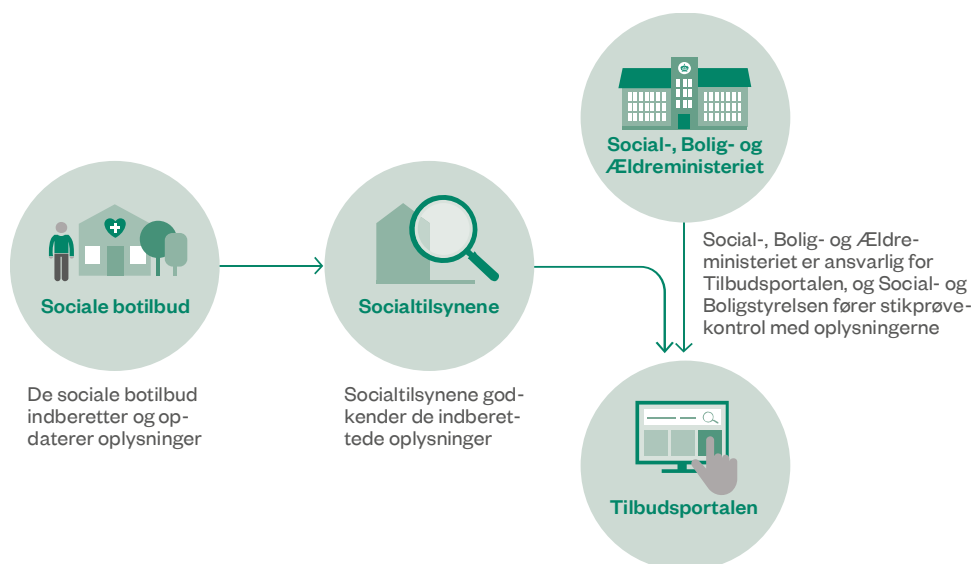 Sociale botilbud
De sociale botilbud
indberetter og op-
daterer oplysninger
Socialtilsynene
Socialtilsynene god-
kender de indberet-
tede oplysninger
Social-, Bolig- og
Ældreministeriet
Social-, Bolig- og Ældre-
ministeriet er ansvarlig for
Tilbudsportalen, og Social- og
Boligstyrelsen fører stikprøve-
kontrol med oplysningerne
Tilbudsportalen